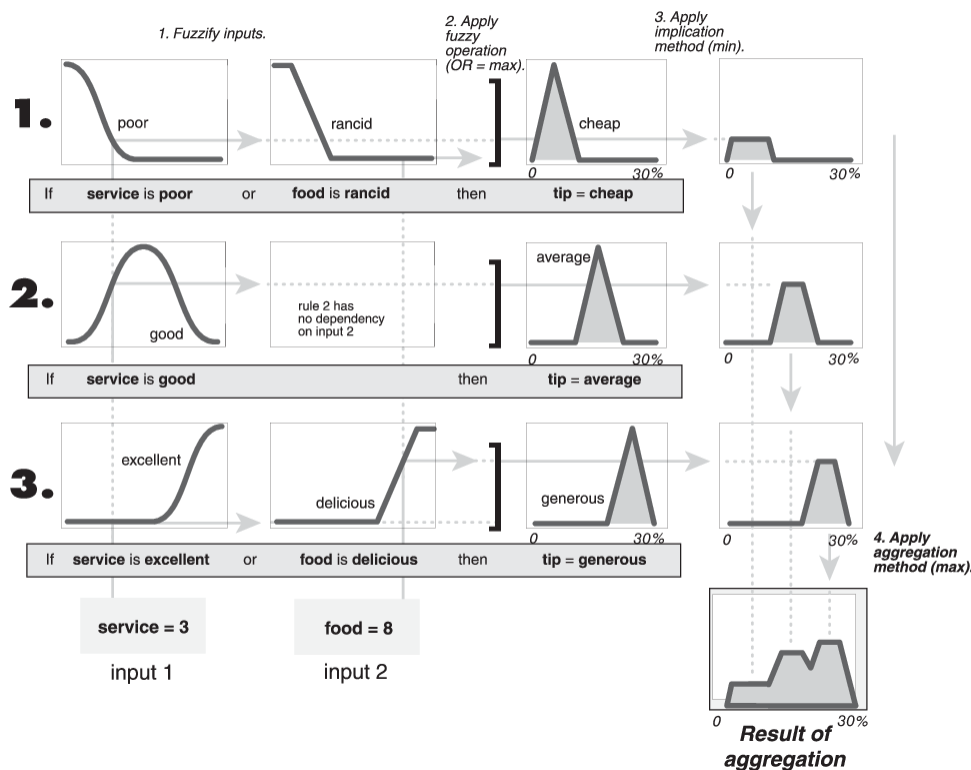 1. Fuzzify inputs.
2. Apply
fuzzy
operation
(OR = max).
3. Apply
implication
method (min).
1.
poor
rancid
cheap
0
30%
0
30%
If service is poor or food is rancid then tip = cheap
2.
good
rule 2 has
no dependency
on input 2
average
0
30%
0
30%
If service is good then tip = average
3.
excellent
delicious
generous
0
30%
0
30%
If service is excellent or food is delicious then tip = generous
4. Apply
aggregation
method (max).
service = 3
input 1
food = 8
input 2
0
30%
Result of
aggregation